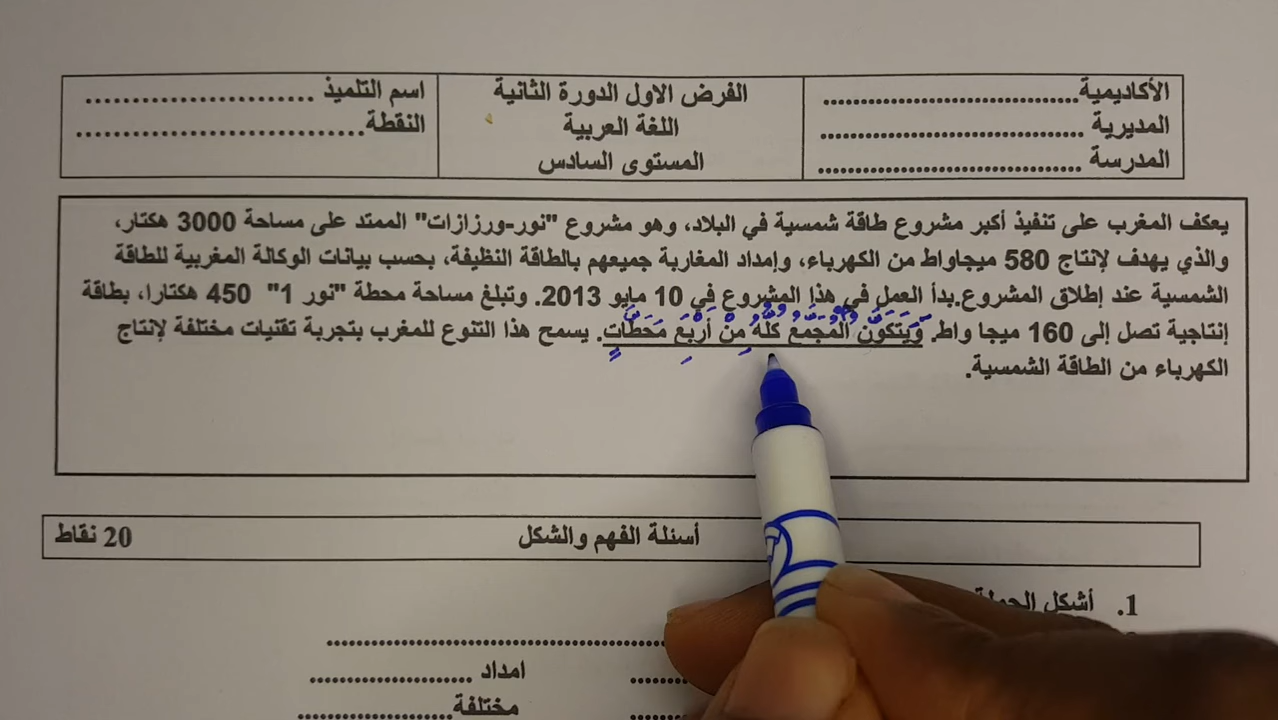 الأكاديمية..................................
المديرية ..................................
المدرسة ..................................
الفرض الاول الدورة الثانية
اللغة العربية
المستوى السادس
اسم التلميذ .............................
النقطة....................................
يعكف المغرب على تنفيذ أكبر مشروع طاقة شمسية في البلاد، وهو مشروع "نور-ورزازات" الممتد على مساحة 3000 هكتار،
والذي يهدف لإنتاج 580 ميجاواط من الكهرباء، وإمداد المغاربة جميعهم بالطاقة النظيفة، بحسب بيانات الوكالة المغربية للطاقة
الشمسية عند إطلاق المشروع.بدأ العمل في هذا المشروع في 10 مايو 2013. وتبلغ مساحة محطة "نور 1" 450 هكتارا، بطاقة
إنتاجية تصل إلى 160 ميجا واط. وَيَتَكَوَّنُ الْمُجَمَّعُ كُلُّهُ مِنْ أَرْبَعِ مَحَطَّاتٍ. يسمح هذا التنوع للمغرب بتجربة تقنيات مختلفة لإنتاج
الكهرباء من الطاقة الشمسية.
أسئلة الفهم والشكل
20 نقاط
1. أشكل الجملة
امداد ....................
مختلفة....................